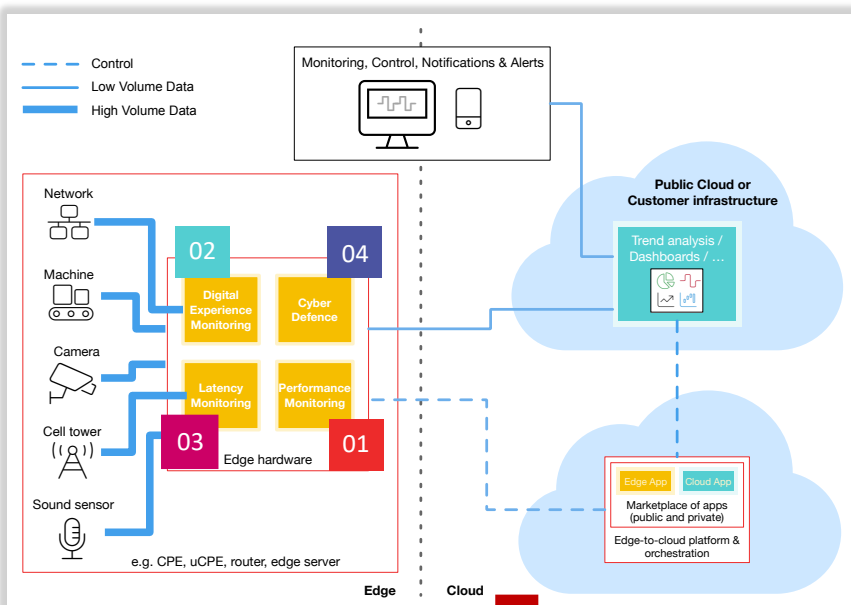 Control
Low Volume Data
High Volume Data
Monitoring, Control, Notifications & Alerts
Public Cloud or
Customer infrastructure
Trend analysis /
Dashboards / ...
Network
Machine
Camera
Cell tower
Sound sensor
02
04
Digital
Experience
Monitoring
Cyber
Defence
Latency
Monitoring
Performance
Monitoring
03
01
Edge hardware
e.g. CPE, uCPE, router, edge server
Edge App
Cloud App
Marketplace of apps
(public and private)
Edge-to-cloud platform &
orchestration
Edge
Cloud